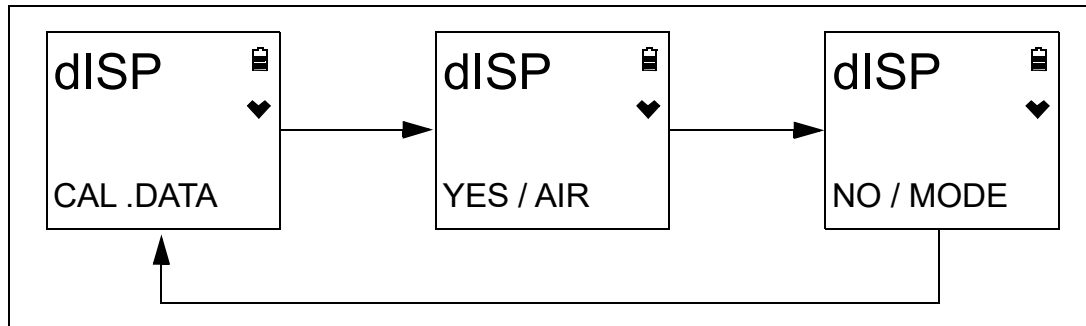 dISP
CAL .DATA
dISP
YES / AIR
dISP
NO / MODE